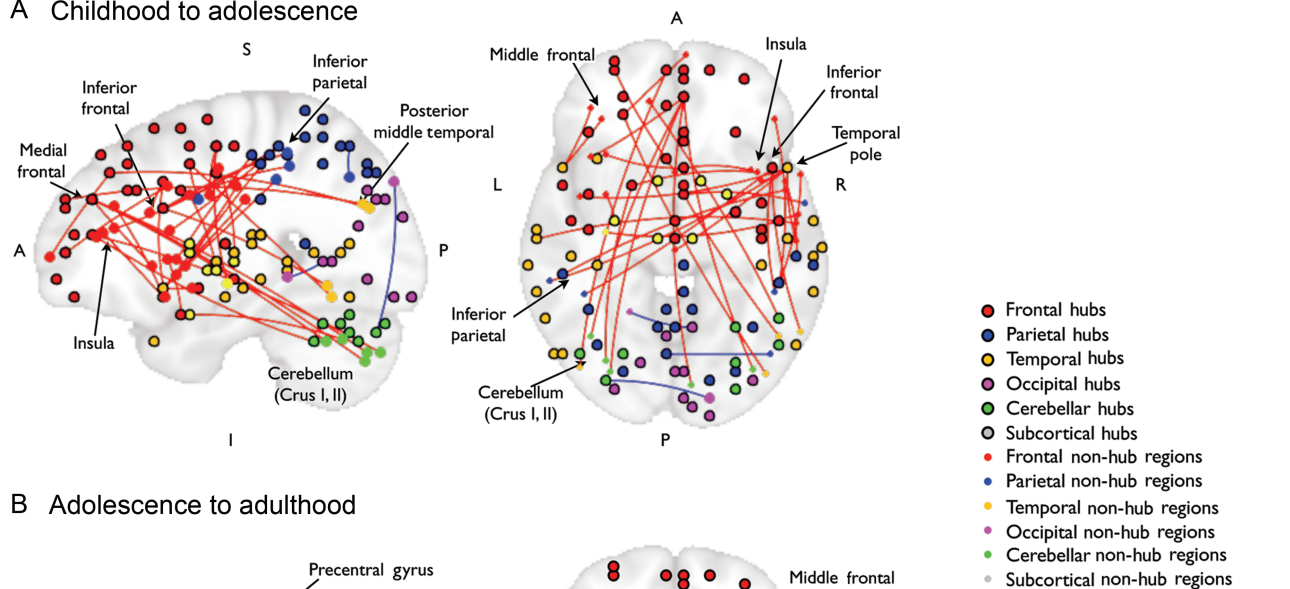 A Childhood to adolescence
S
A
Inferior
parietal
Middle frontal
Insula
Inferior
frontal
Inferior
frontal
Posterior
middle temporal
Temporal
pole
Medial
frontal
L
R
A
P
Insula
Inferior
parietal
Cerebellum
(Crus I, II)
Cerebellum
(Crus I, II)
I
P
Frontal hubs
Parietal hubs
Temporal hubs
Occipital hubs
Cerebellar hubs
Subcortical hubs
Frontal non-hub regions
Parietal non-hub regions
Temporal non-hub regions
Occipital non-hub regions
Cerebellar non-hub regions
Subcortical non-hub regions
B Adolescence to adulthood
Precentral gyrus
Middle frontal